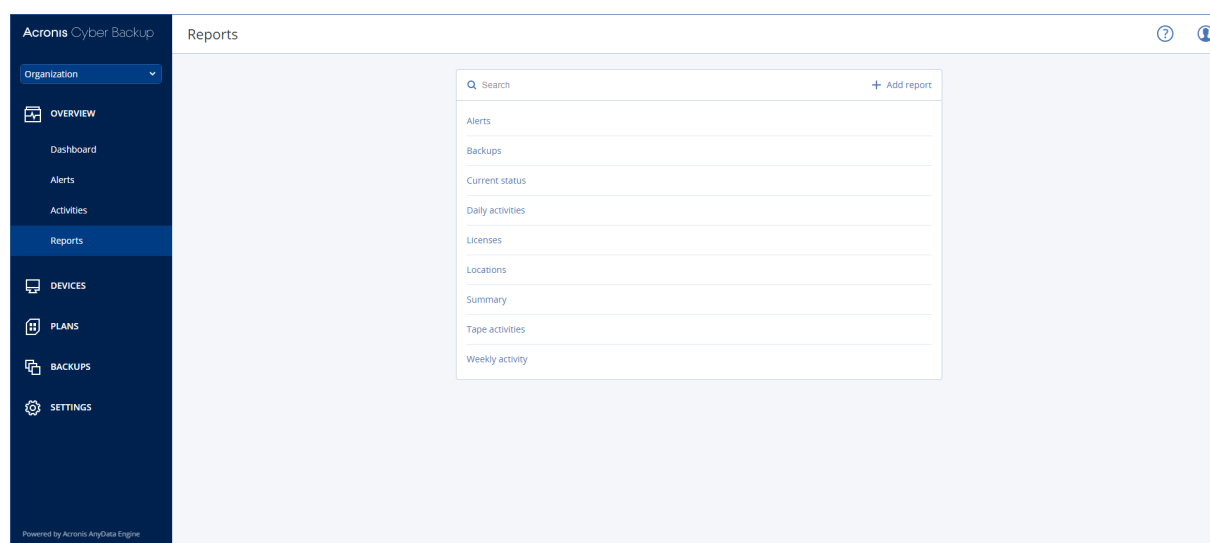 Acronis Cyber Backup
Reports
Organization
Search
Add report
OVERVIEW
Dashboard
Alerts
Activities
Reports
DEVICES
PLANS
BACKUPS
SETTINGS
Alerts
Backups
Current status
Daily activities
Licenses
Locations
Summary
Tape activities
Weekly activity
Powered by Acronis AnyData Engine